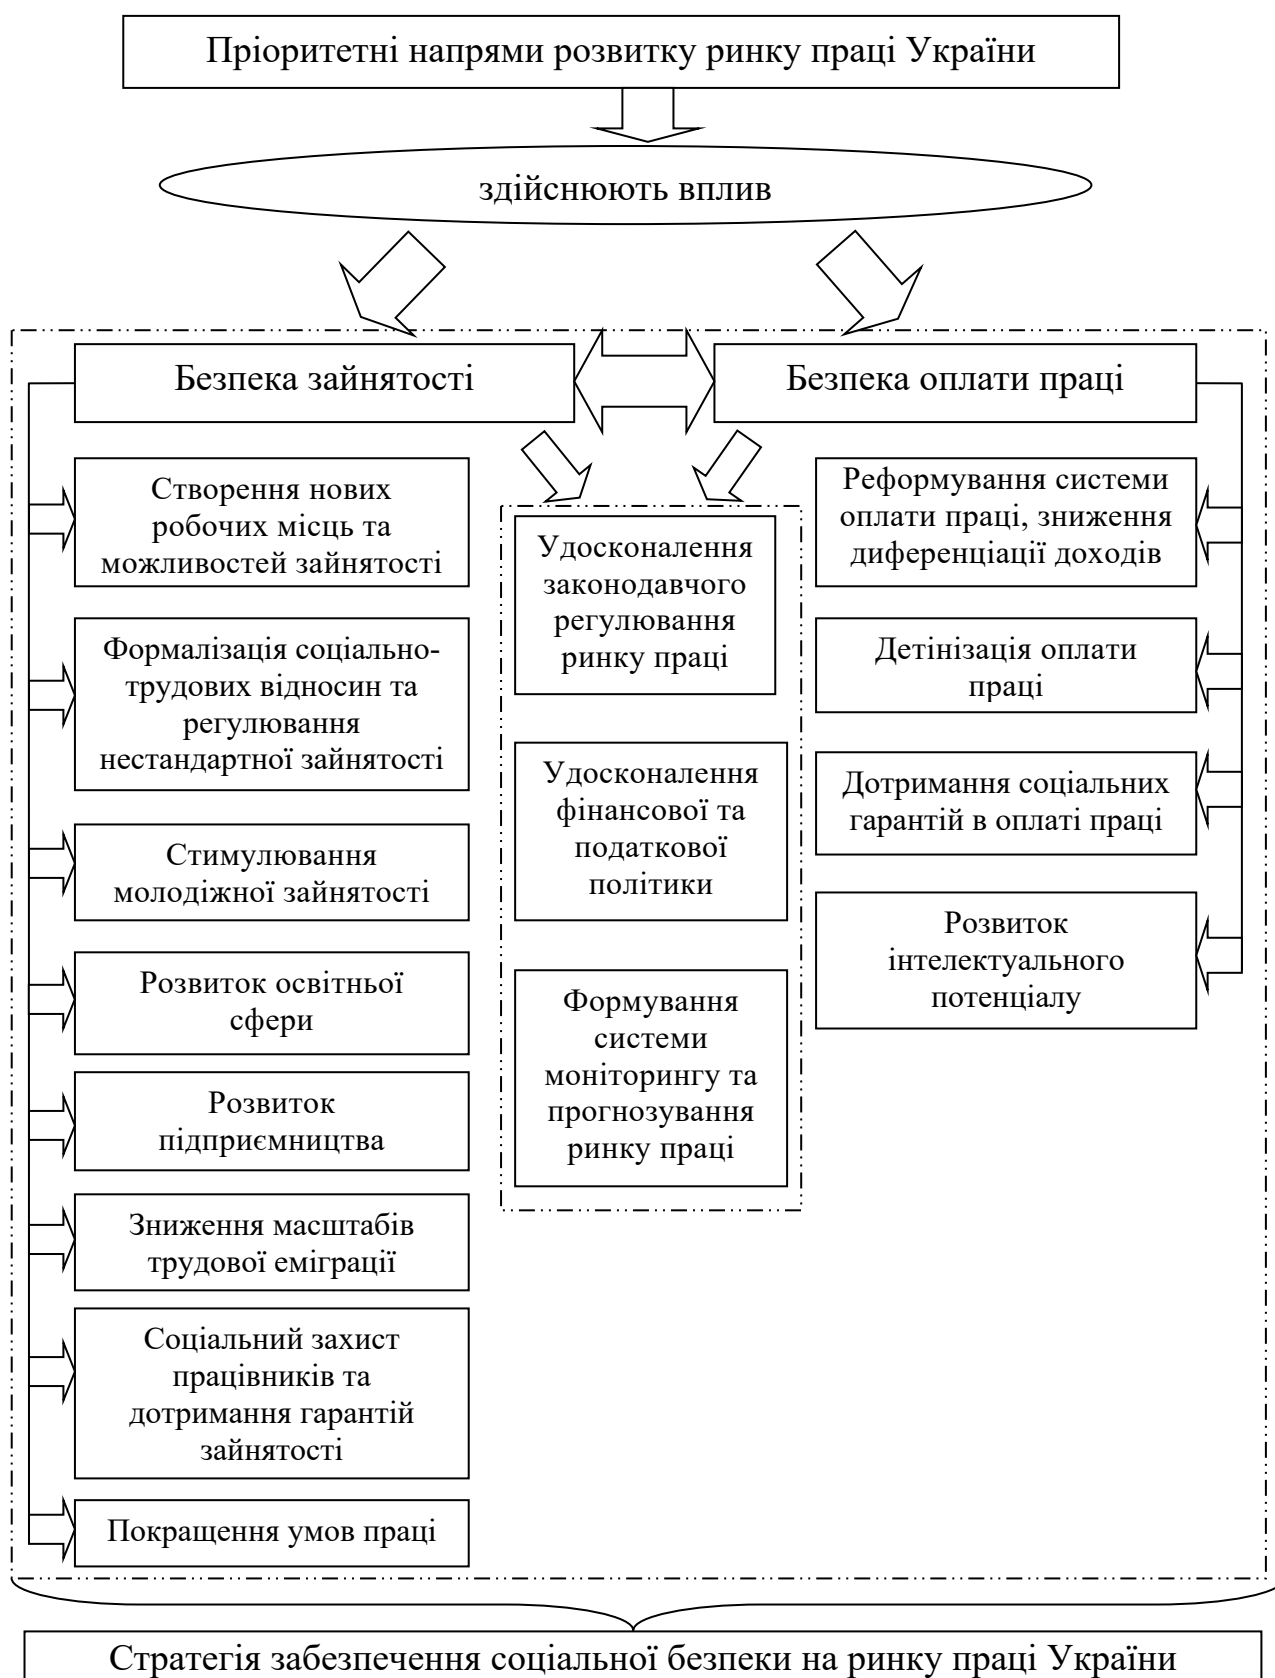 Пріоритетні напрями розвитку ринку праці України
здійснюють вплив
Безпека зайнятості
Безпека оплати праці
Створення нових
робочих місць та
можливостей зайнятості
Формалізація соціально-
трудових відносин та
регулювання
нестандартної зайнятості
Стимулювання
молодіжної зайнятості
Розвиток освітньої
сфери
Розвиток
підприємництва
Зниження масштабів
трудової еміграції
Соціальний захист
працівників та
дотримання гарантій
зайнятості
Покращення умов праці
Удосконалення
законодавчого
регулювання
ринку праці
Удосконалення
фінансової та
податкової
політики
Формування
системи
моніторингу та
прогнозування
ринку праці
Реформування системи
оплати праці, зниження
диференціації доходів
Детінізація оплати
праці
Дотримання соціальних
гарантій в оплаті праці
Розвиток
інтелектуального
потенціалу
Стратегія забезпечення соціальної безпеки на ринку праці України